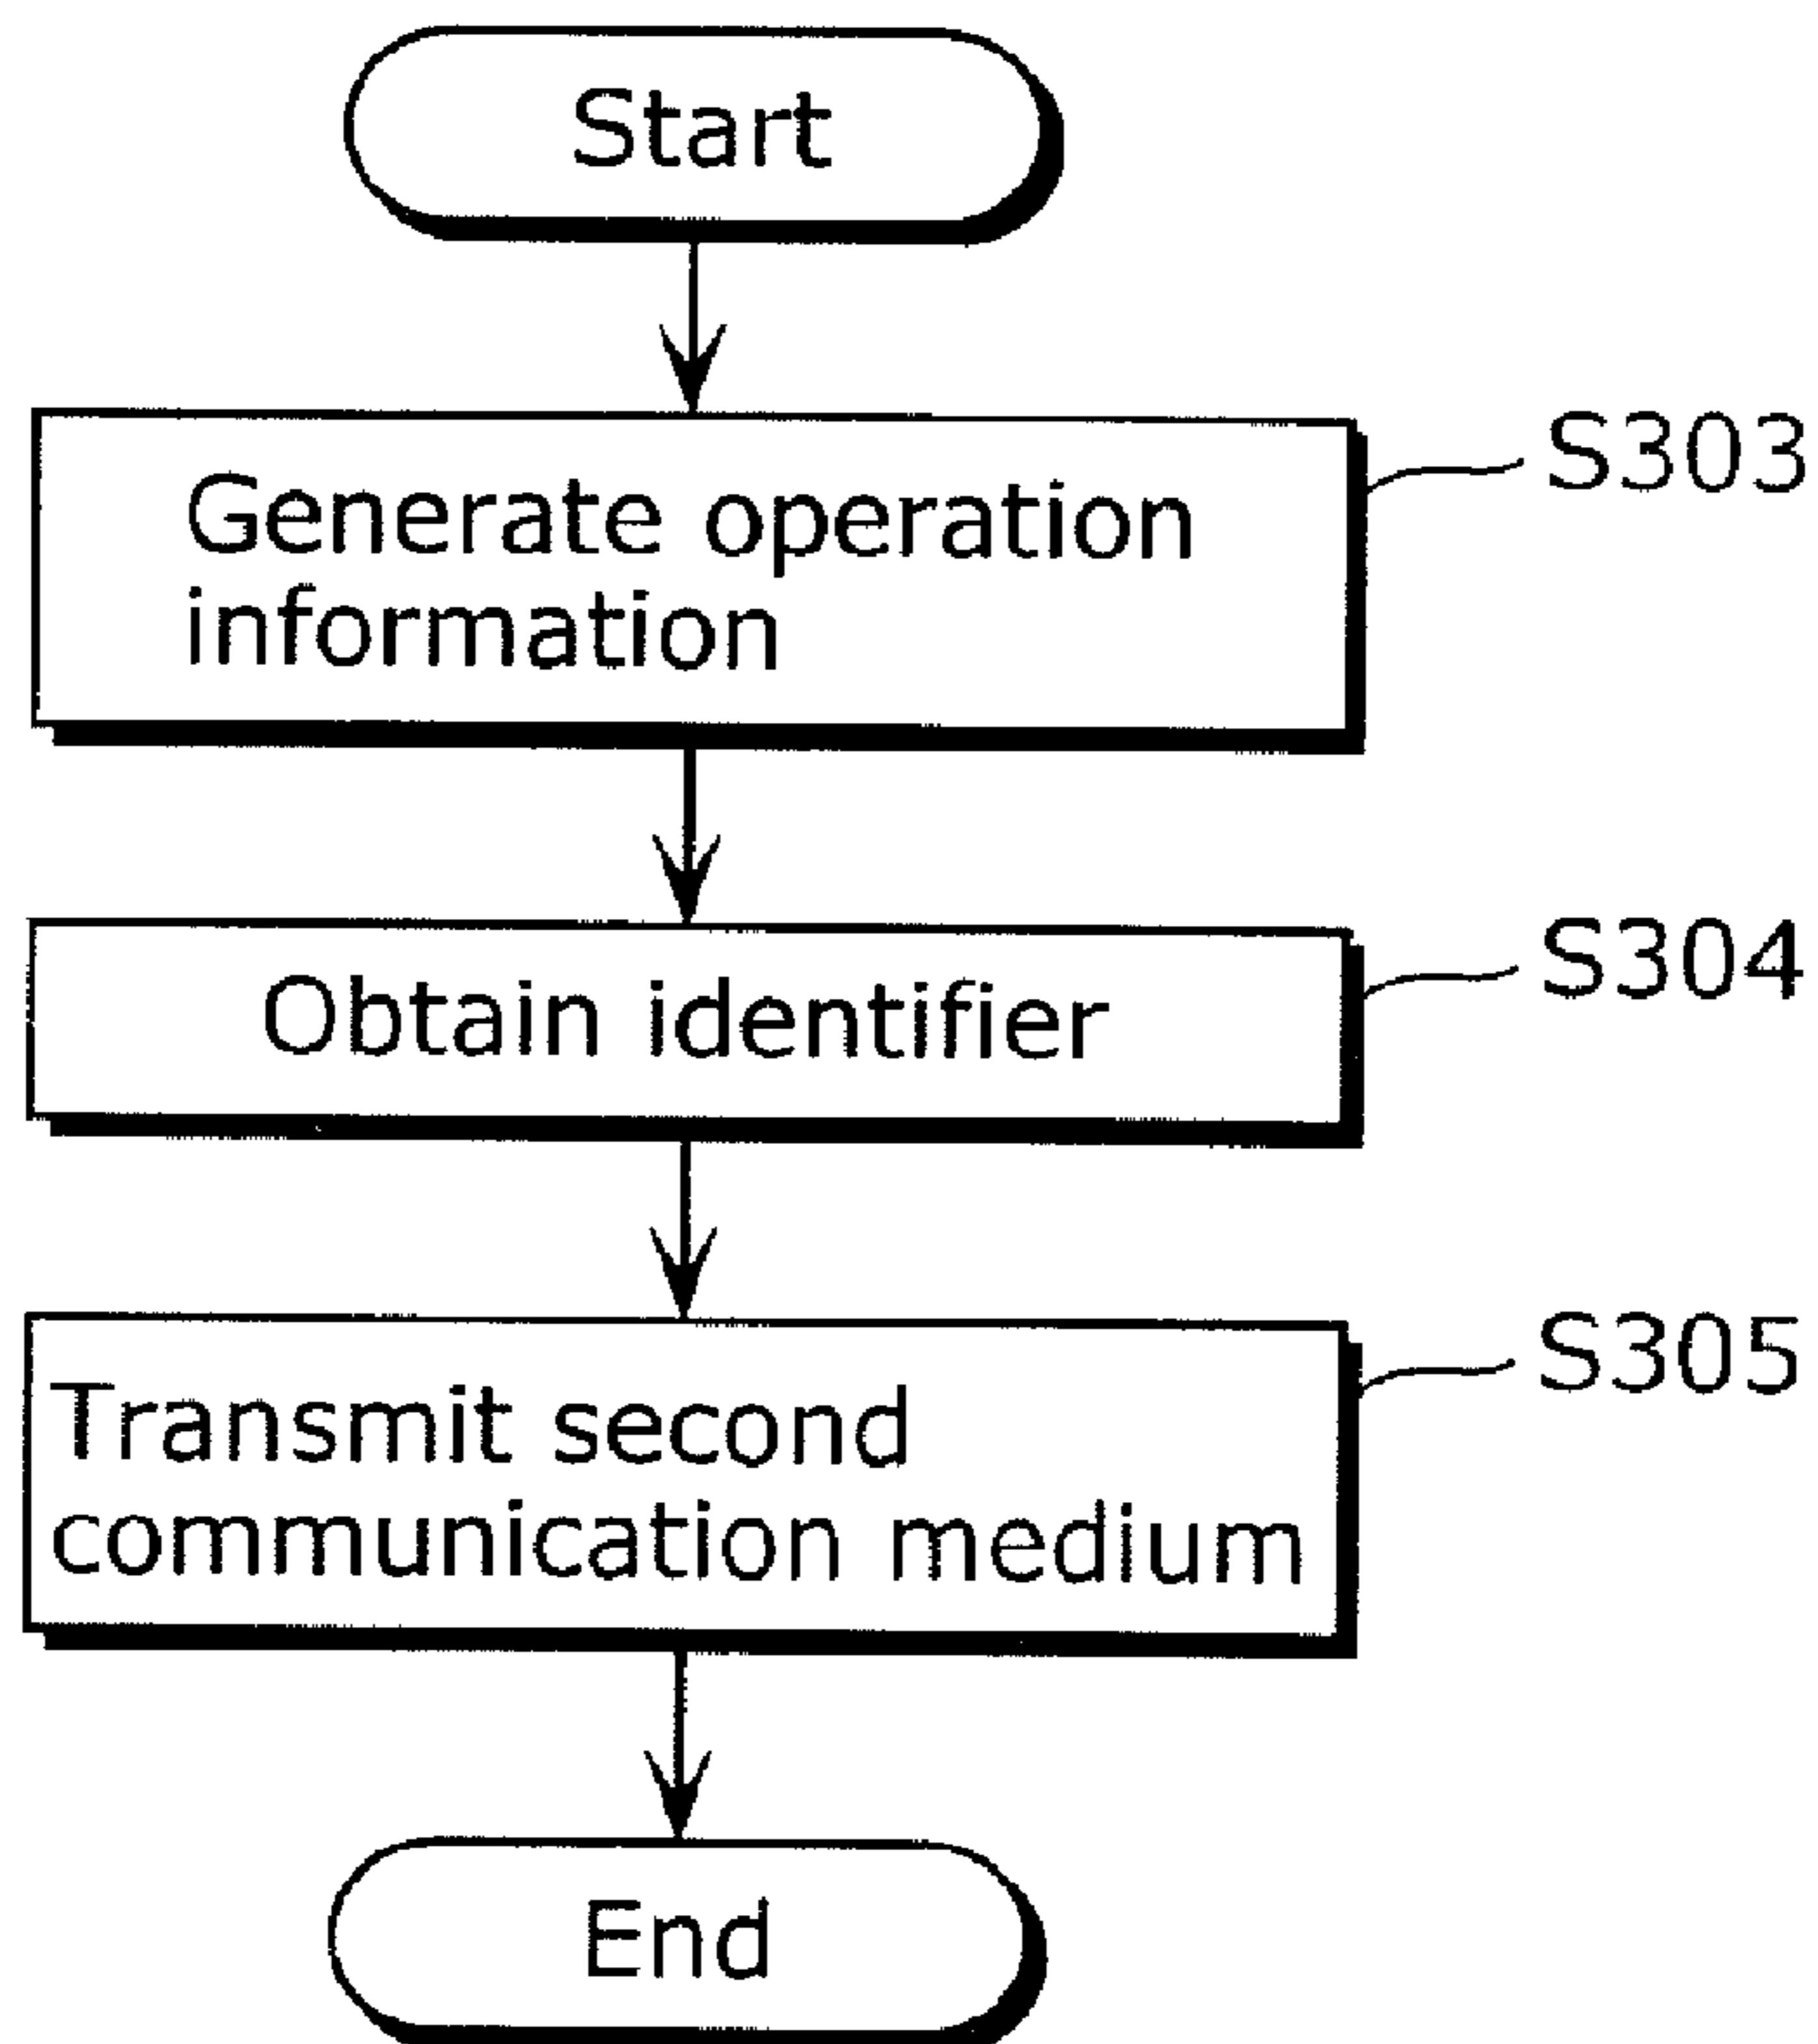 Start
Generate operation
information
S303
Obtain identifier
S304
Transmit second
communication medium
S305
End